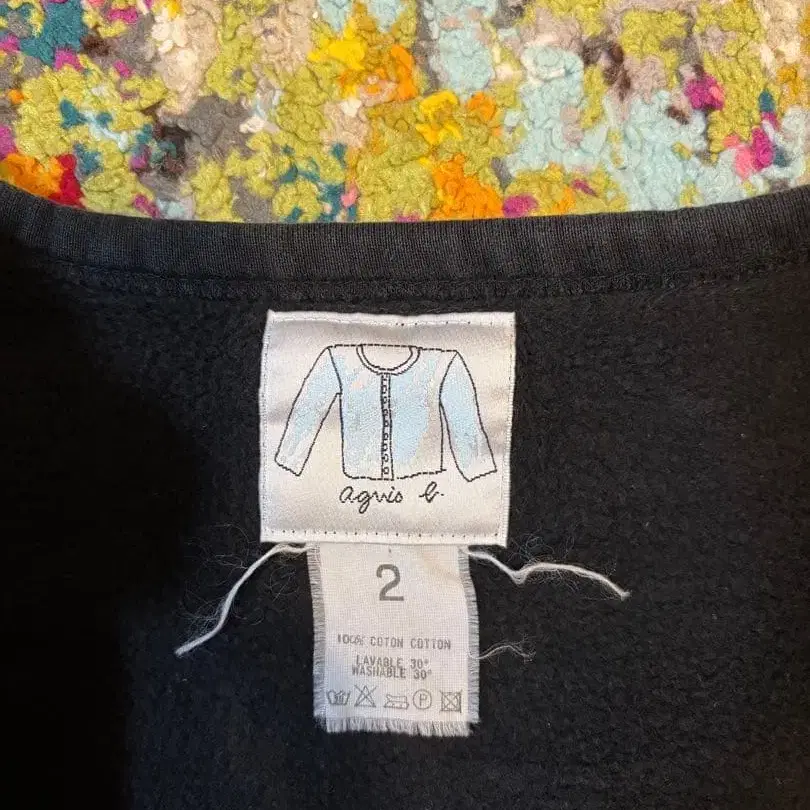 agnès b.
2
100% COTON COTTON
LAVABLE 30°
WASHABLE 30°
P